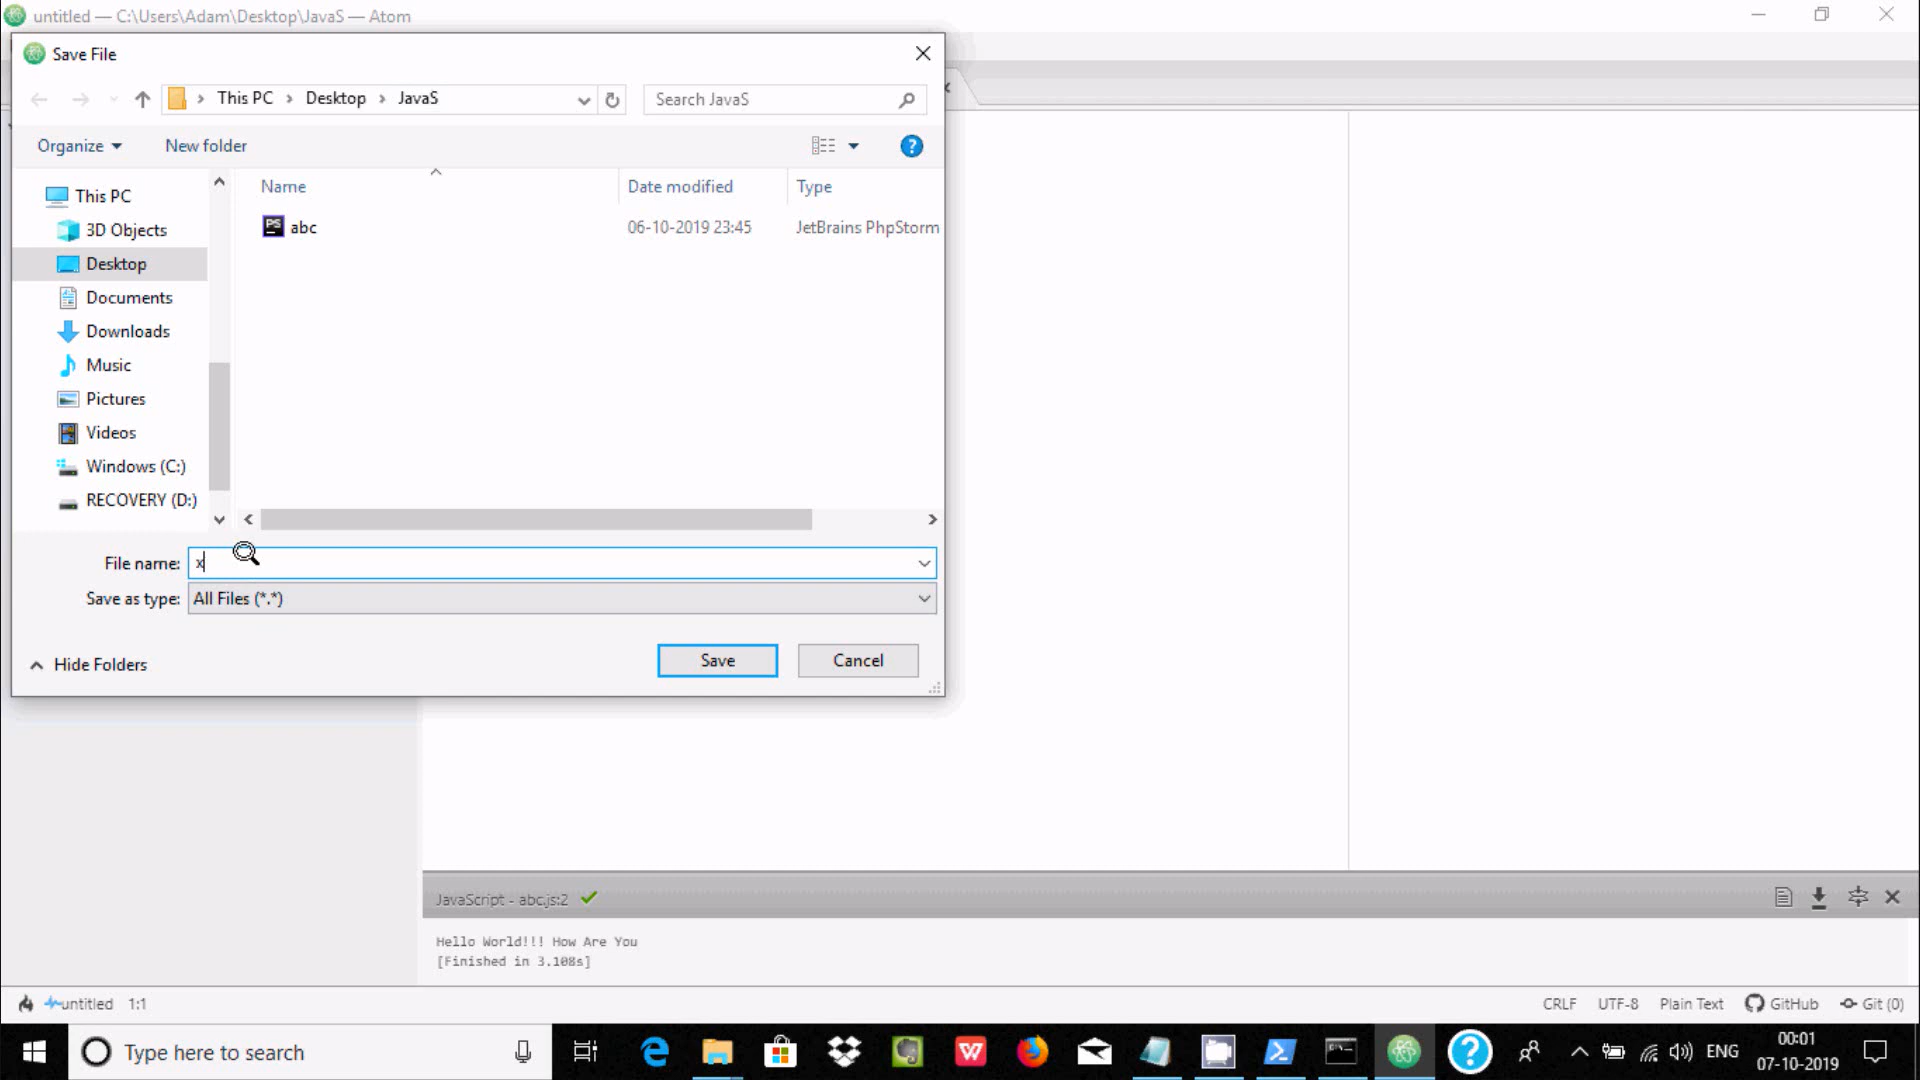 untitled — C:\Users\Adam\Desktop\JavaS — Atom
Save File
This PC > Desktop > JavaS
Search JavaS
Organize
New folder
Name
Date modified
Type
abc
06-10-2019 23:45
JetBrains PhpStorm
This PC
3D Objects
Desktop
Documents
Downloads
Music
Pictures
Videos
Windows (C:)
RECOVERY (D:)
File name: x
Save as type: All Files (*.*)
Hide Folders
Save
Cancel
JavaScript - abc.js:2
Hello World!!! How Are You
[Finished in 3.108s]
untitled 1:1
CRLF UTF-8 Plain Text GitHub Git (0)
Type here to search
ENG
00:01
07-10-2019